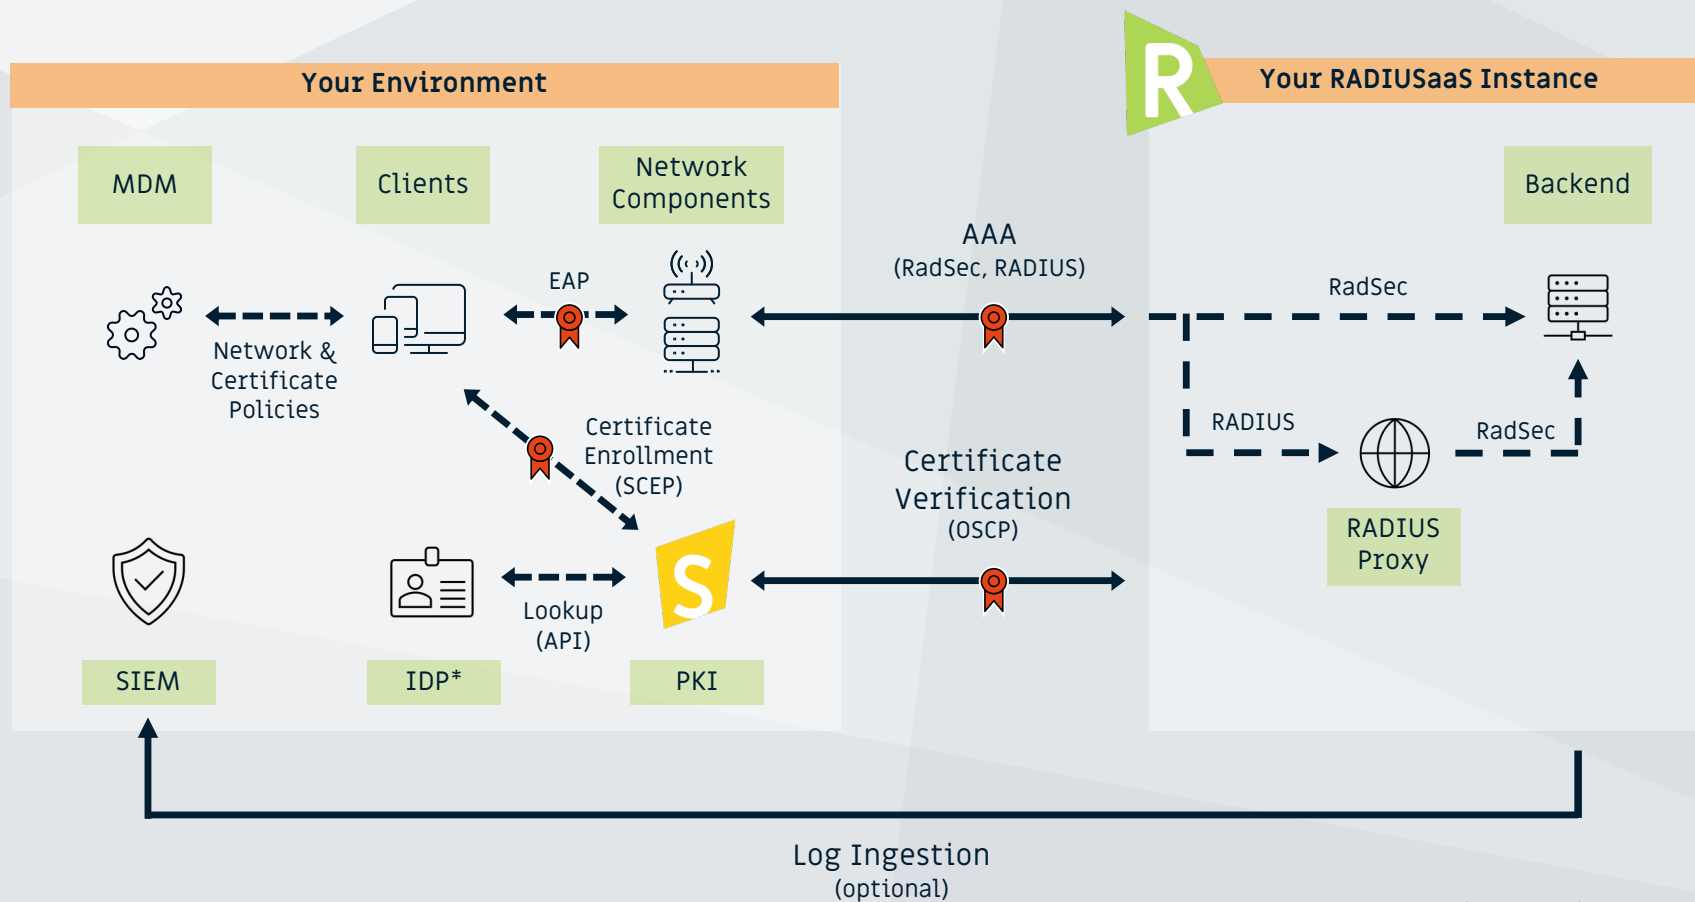 Your Environment
R
Your RADIUSaaS Instance
MDM
Clients
Network
Components
Backend
AAA
(RadSec, RADIUS)
EAP
RadSec
Network &
Certificate
Policies
Certificate
Enrollment
(SCEP)
RADIUS
RadSec
Certificate
Verification
(OSCP)
RADIUS
Proxy
S
Lookup
(API)
SIEM
IDP*
PKI
Log Ingestion
(optional)